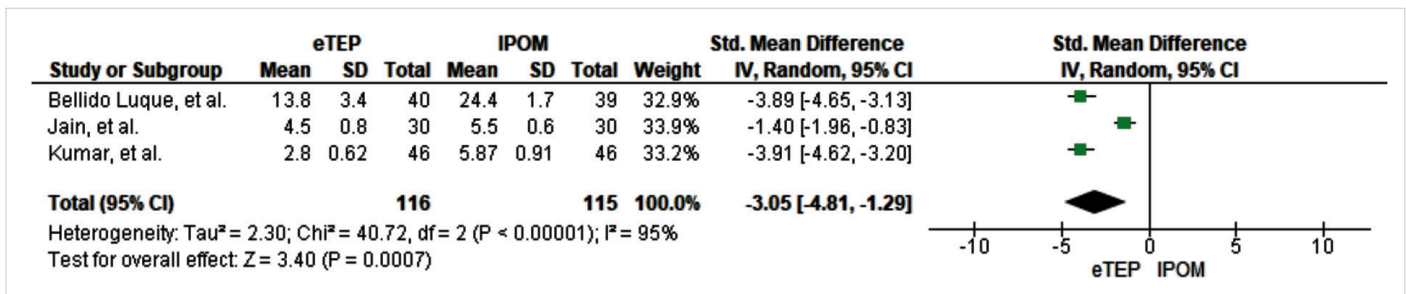 eTEP IPOM Std. Mean Difference Std. Mean Difference
Study or Subgroup Mean SD Total Mean SD Total Weight IV, Random, 95% CI IV, Random, 95% CI
Bellido Luque, et al. 13.8 3.4 40 24.4 1.7 39 32.9% -3.89 [-4.65, -3.13]
Jain, et al. 4.5 0.8 30 5.5 0.6 30 33.9% -1.40 [-1.96, -0.83]
Kumar, et al. 2.8 0.62 46 5.87 0.91 46 33.2% -3.91 [-4.62, -3.20]
Total (95% CI) 116 115 100.0% -3.05 [-4.81, -1.29]
Heterogeneity: Tau² = 2.30; Chi² = 40.72, df = 2 (P < 0.00001); I² = 95%
Test for overall effect: Z = 3.40 (P = 0.0007)
-10 -5 0 5 10
eTEP IPOM